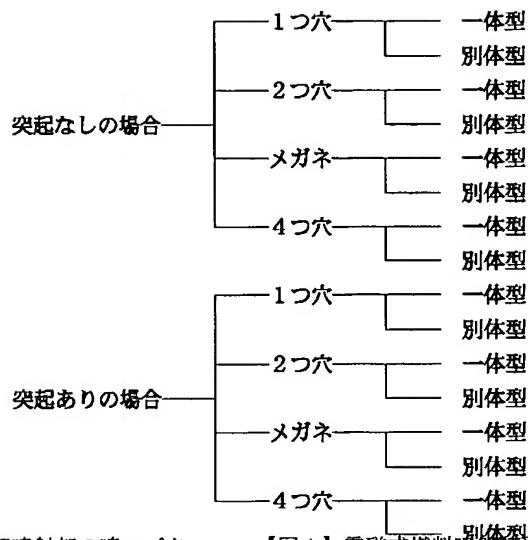 1つ穴 一体型
別体型
2つ穴 一体型
別体型
突起なしの場合
メガネ 一体型
別体型
4つ穴 一体型
別体型
1つ穴 一体型
別体型
2つ穴 一体型
別体型
突起ありの場合
メガネ 一体型
別体型
4つ穴 一体型
別体型